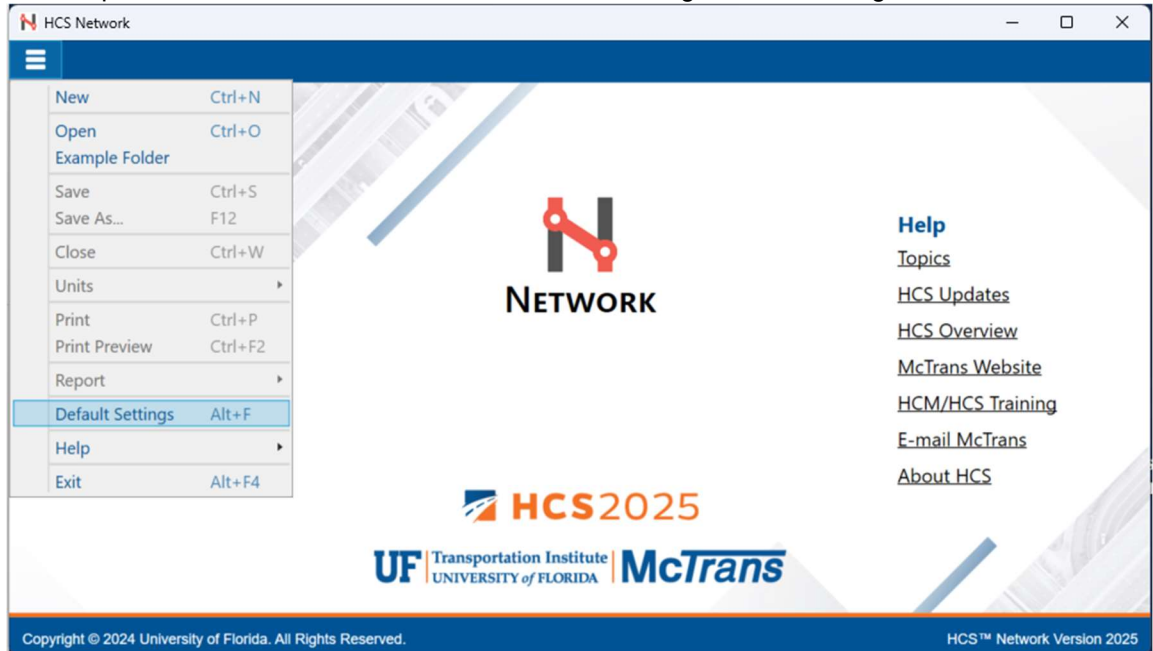 HCS Network
New Ctrl+N
Open Ctrl+O
Example Folder
Save Ctrl+S
Save As... F12
Close Ctrl+W
Units
Print Ctrl+P
Print Preview Ctrl+F2
Report
Default Settings Alt+F
Help
Exit Alt+F4
NETWORK
Help
Topics
HCS Updates
HCS Overview
McTrans Website
HCM/HCS Training
E-mail McTrans
About HCS
HCS2025
UF Transportation Institute
UNIVERSITY of FLORIDA
McTrans
Copyright © 2024 University of Florida. All Rights Reserved.
HCS™ Network Version 2025